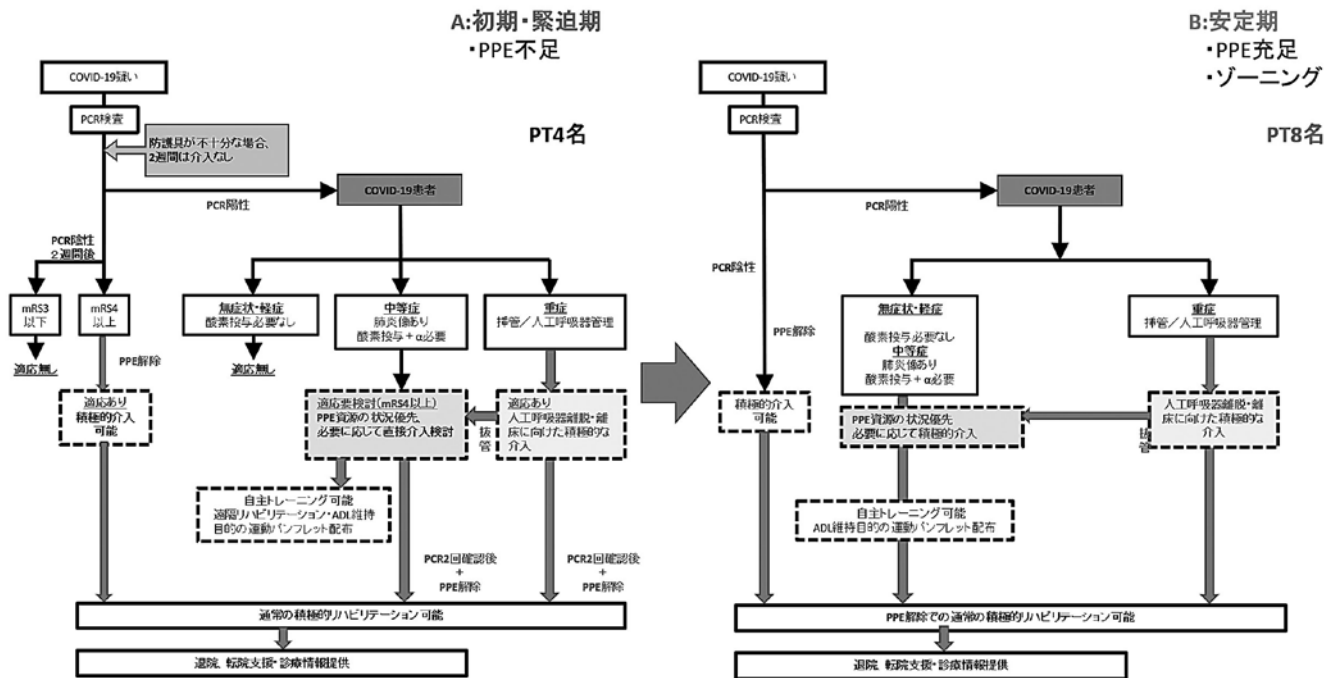 A:初期・緊迫期
・PPE不足
COVID-19疑い
PCR検査
防護具が不十分な場合、
2週間は介入なし
PT4名
PCR陽性
COVID-19患者
PCR陰性
2週間後
mRS3
以下
mRS4
以上
無症状・軽症
酸素投与必要なし
中等症
肺炎像あり
酸素投与+α必要
重症
挿管/人工呼吸器管理
適応無し
PPE解除
適応無し
適応あり
積極的介入
可能
適応要検討(mRS4以上)
PPE資源の状況優先、
必要に応じて直接介入検討
抜
管
適応あり
人工呼吸器離脱・離
床に向けた積極的な
介入
自主トレーニング可能
遠隔リハビリテーション・ADL維持
目的の運動パンフレット配布
PCR2回確認後
+
PPE解除
PCR2回確認後
+
PPE解除
通常の積極的リハビリテーション可能
退院、転院支援・診療情報提供
B:安定期
・PPE充足
・ゾーニング
COVID-19疑い
PCR検査
PT8名
PCR陽性
COVID-19患者
PCR陰性
PPE解除
無症状・軽症
酸素投与必要なし
中等症
肺炎像あり
酸素投与+α必要
重症
挿管/人工呼吸器管理
積極的介入
可能
PPE資源の状況優先
必要に応じて積極的介入
抜
管
人工呼吸器離脱・離
床に向けた積極的な
介入
自主トレーニング可能
ADL維持目的の運動パンフレット配布
PPE解除での通常の積極的リハビリテーション可能
退院、転院支援・診療情報提供